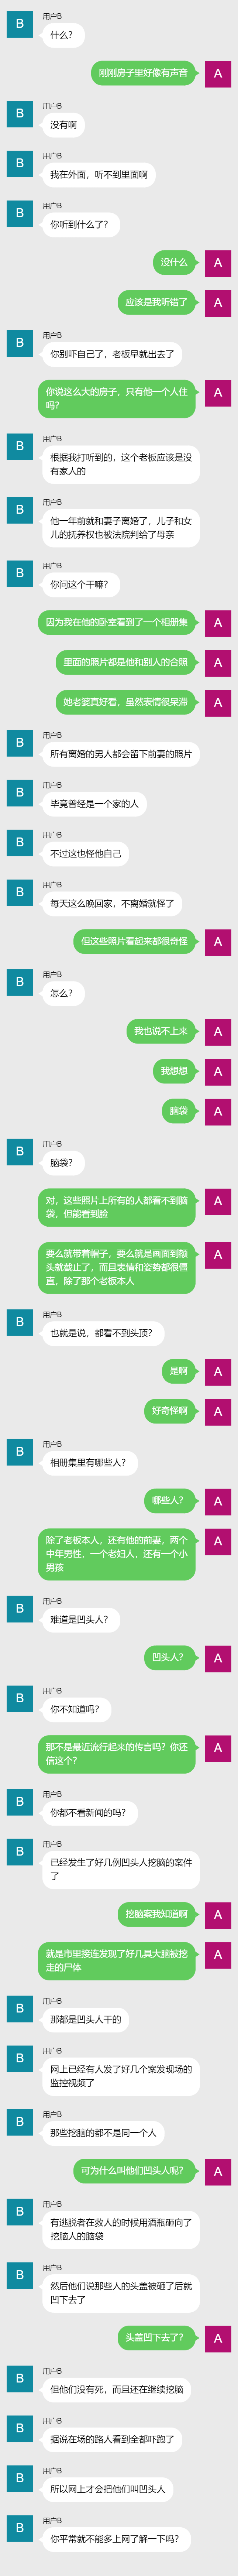 B
用户B
什么?
刚刚房子里好像有声音
A
B
用户B
没有啊
B
用户B
我在外面，听不到里面啊
B
用户B
你听到什么了?
没什么
A
应该是我听错了
A
B
用户B
你别吓自己了，老板早就出去了
你说这么大的房子，只有他一个人住
吗?
A
B
用户B
根据我打听到的，这个老板应该是没
有家人的
B
用户B
他一年前就和妻子离婚了，儿子和女
儿的抚养权也被法院判给了母亲
B
用户B
你问这个干嘛?
因为我在他的卧室看到了一个相册集
A
里面的照片都是他和别人的合照
A
她老婆真好看，虽然表情很呆滞
A
B
用户B
所有离婚的男人都会留下前妻的照片
B
用户B
毕竟曾经是一个家的人
B
用户B
不过这也怪他自己
B
用户B
每天这么晚回家，不离婚就怪了
但这些照片看起来都很奇怪
A
B
用户B
怎么?
我也说不上来
A
我想想
A
脑袋
A
B
用户B
脑袋?
对，这些照片上所有的人都看不到脑
袋，但能看到脸
A
要么就带着帽子，要么就是画面到额
头就截止了，而且表情和姿势都很僵
直，除了那个老板本人
A
B
用户B
也就是说，都看不到头顶?
是啊
A
好奇怪啊
A
B
用户B
相册集里有哪些人?
哪些人?
A
除了老板本人，还有他的前妻，两个
中年男性，一个老妇人，还有一个小
男孩
A
B
用户B
难道是凹头人?
凹头人?
A
B
用户B
你不知道吗?
那不是最近流行起来的传言吗? 你还
信这个?
A
B
用户B
你都不看新闻的吗?
B
用户B
已经发生了好几例凹头人挖脑的案件
了
挖脑案我知道啊
A
就是市里接连发现了好几具大脑被挖
走的尸体
A
B
用户B
那都是凹头人干的
B
用户B
网上已经有人发了好几个案发现场的
监控视频了
B
用户B
那些挖脑的都不是同一个人
可为什么叫他们凹头人呢?
A
B
用户B
有逃脱者在救人的时候用酒瓶砸向了
挖脑人的脑袋
B
用户B
然后他们说那些人的头盖被砸了后就
凹下去了
头盖凹下去了?
A
B
用户B
但他们没有死，而且还在继续挖脑
B
用户B
据说在场的路人看到全都吓跑了
B
用户B
所以网上才会把他们叫凹头人
B
用户B
你平常就不能多上网了解一下吗?